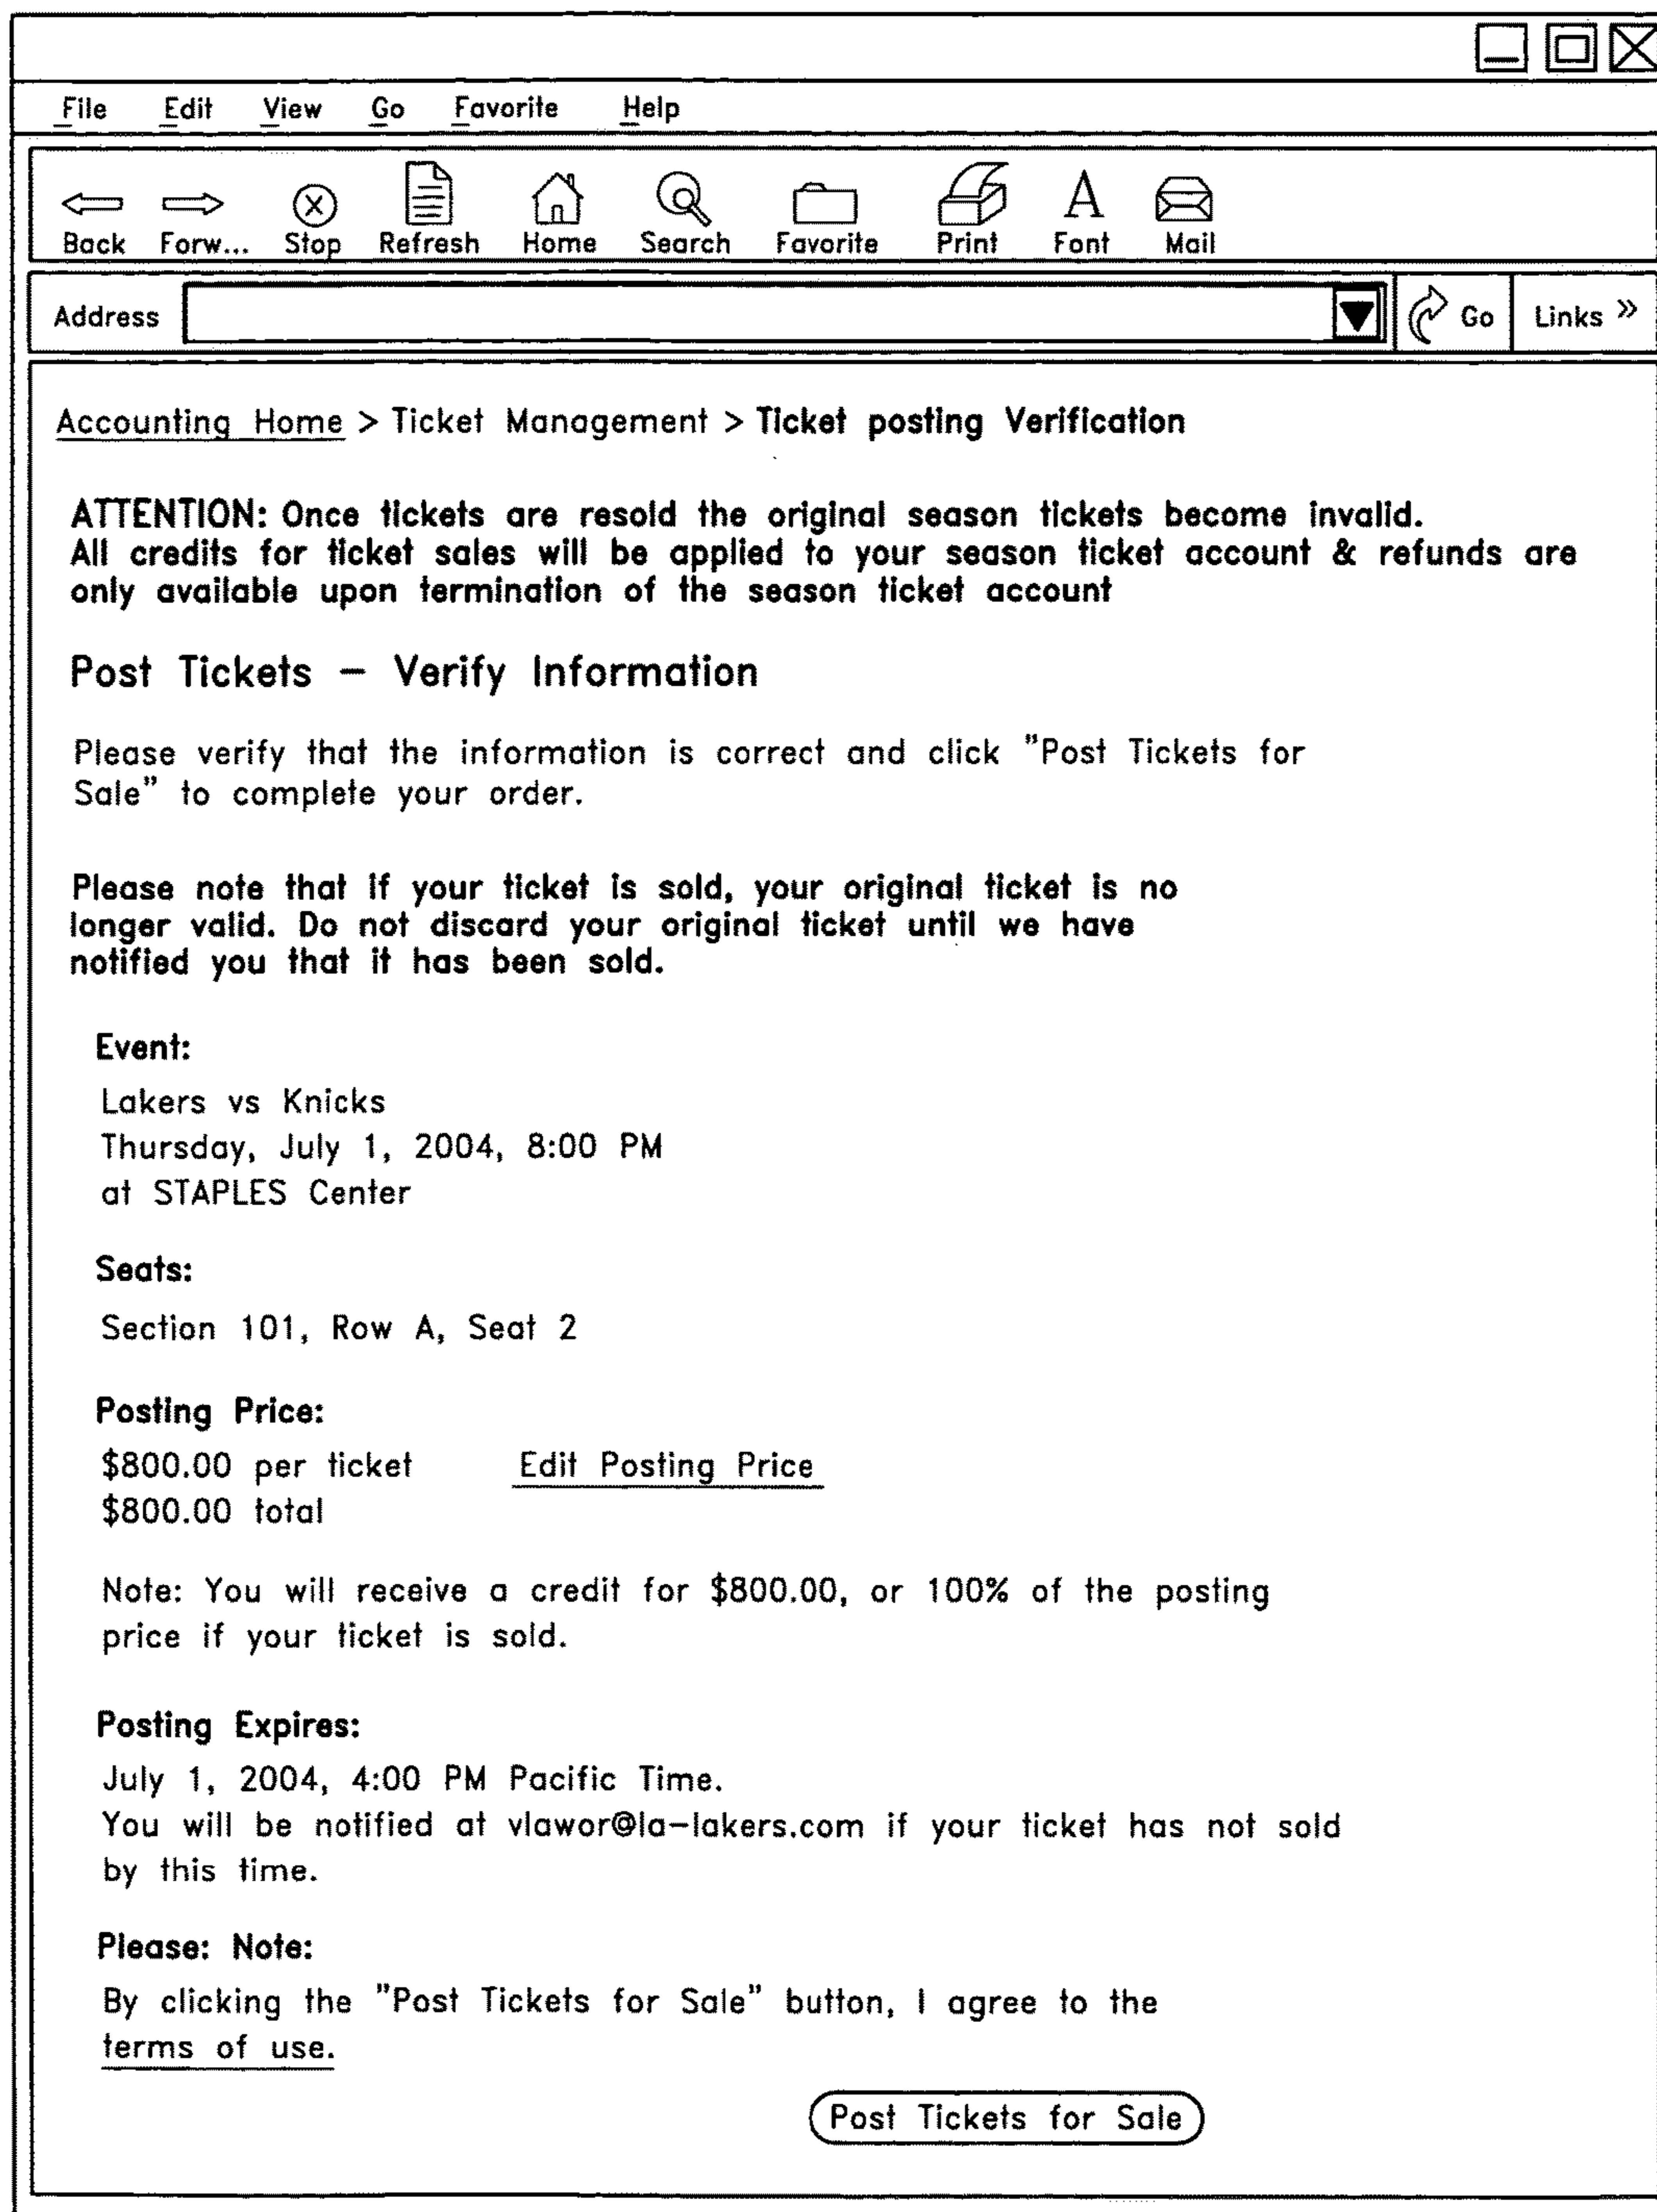 File Edit View Go Favorite Help
Back Forw... Stop Refresh Home Search Favorite Print Font Mail
Address Go Links »
Accounting Home > Ticket Management > Ticket posting Verification
ATTENTION: Once tickets are resold the original season tickets become invalid.
All credits for ticket sales will be applied to your season ticket account & refunds are
only available upon termination of the season ticket account
Post Tickets – Verify Information
Please verify that the information is correct and click "Post Tickets for
Sale" to complete your order.
Please note that if your ticket is sold, your original ticket is no
longer valid. Do not discard your original ticket until we have
notified you that it has been sold.
Event:
Lakers vs Knicks
Thursday, July 1, 2004, 8:00 PM
at STAPLES Center
Seats:
Section 101, Row A, Seat 2
Posting Price:
$800.00 per ticket Edit Posting Price
$800.00 total
Note: You will receive a credit for $800.00, or 100% of the posting
price if your ticket is sold.
Posting Expires:
July 1, 2004, 4:00 PM Pacific Time.
You will be notified at vlawor@la-lakers.com if your ticket has not sold
by this time.
Please: Note:
By clicking the "Post Tickets for Sale" button, I agree to the
terms of use.
Post Tickets for Sale